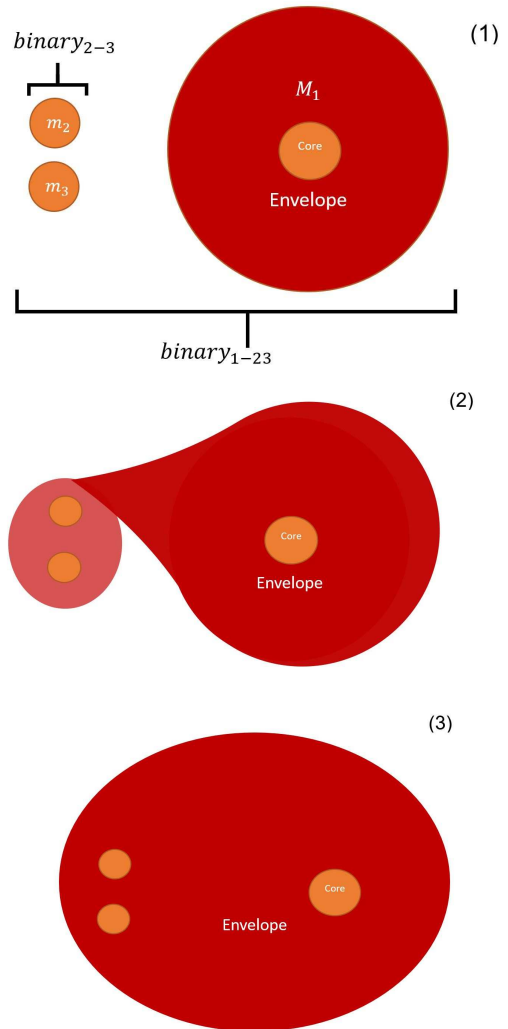 binary₂₋₃
(1)
m₂
M₁
Core
m₃
Envelope
binary₁₋₂₃
(2)
Core
Envelope
(3)
Core
Envelope